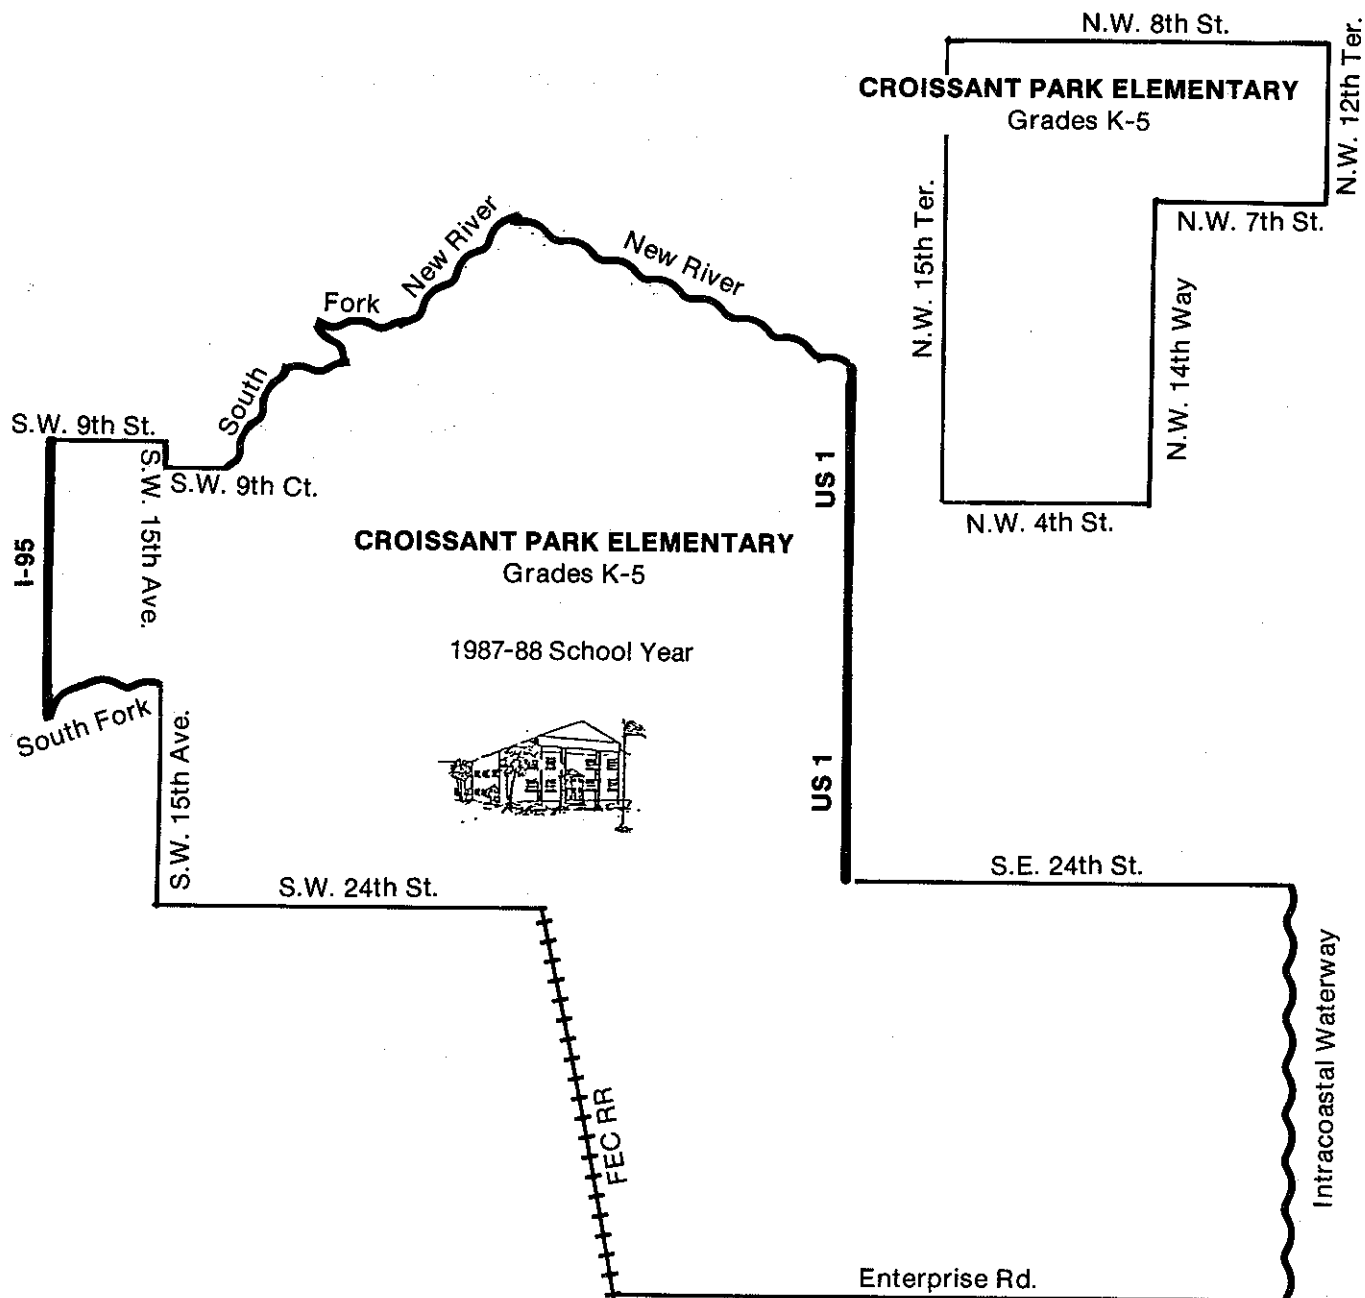 N.W. 8th St.
CROISSANT PARK ELEMENTARY
Grades K-5
N.W. 12th Ter.
N.W. 15th Ter.
N.W. 7th St.
N.W. 14th Way
N.W. 4th St.
New River
New River
Fork
South
S.W. 9th St.
S.W. 15th Ave.
S.W. 9th Ct.
I-95
US 1
CROISSANT PARK ELEMENTARY
Grades K-5
1987-88 School Year
South Fork
S.W. 15th Ave.
US 1
S.W. 24th St.
S.E. 24th St.
Intracoastal Waterway
FEC RR
Enterprise Rd.